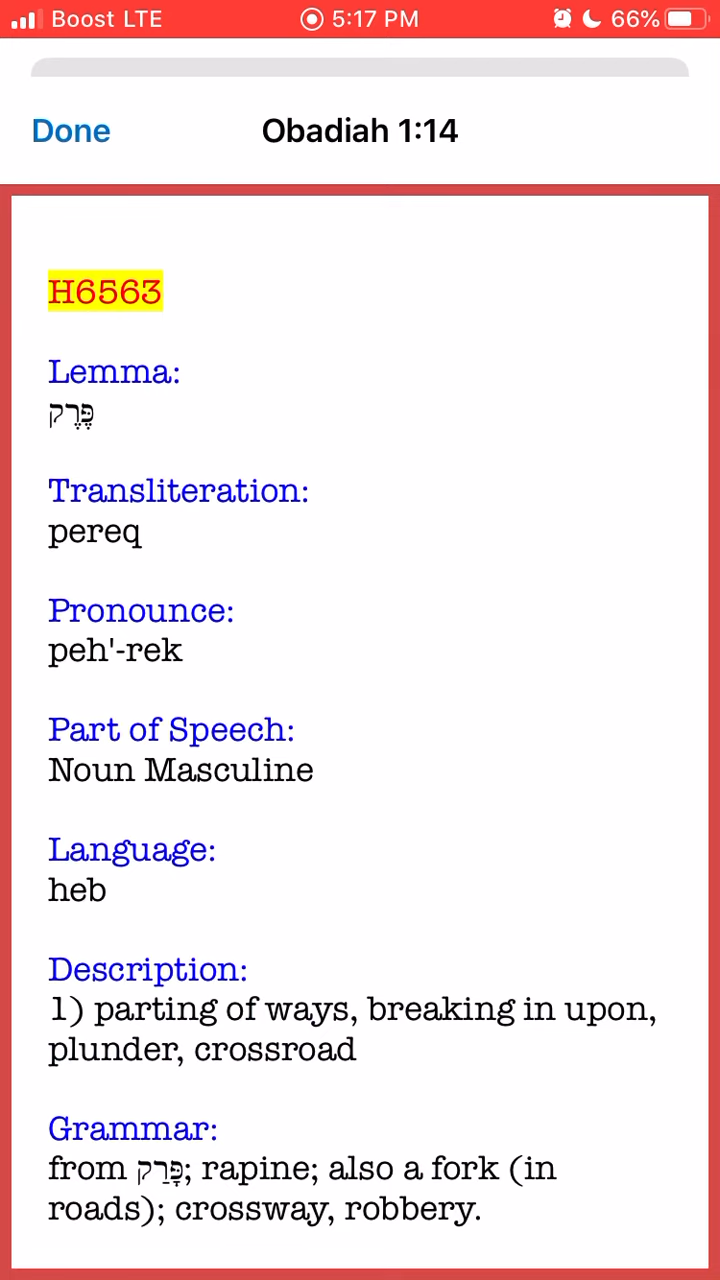 Boost LTE 5:17 PM 66%
Done Obadiah 1:14
H6563
Lemma:
פֶּרֶק
Transliteration:
pereq
Pronounce:
peh'-rek
Part of Speech:
Noun Masculine
Language:
heb
Description:
1) parting of ways, breaking in upon,
plunder, crossroad
Grammar:
from פָּרַק; rapine; also a fork (in
roads); crossway, robbery.